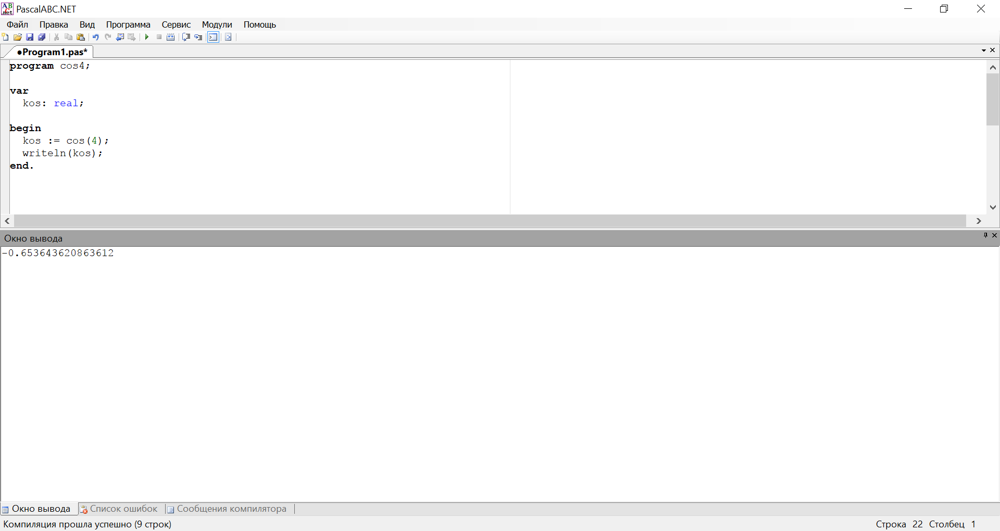 PascalABC.NET
Файл Правка Вид Программа Сервис Модули Помощь
●Program1.pas*
program cos4;
var
kos: real;
begin
kos := cos(4);
writeln(kos);
end.
Окно вывода
-0.653643620863612
Окно вывода Список ошибок Сообщения компилятора
Компиляция прошла успешно (9 строк) Строка 22 Столбец 1